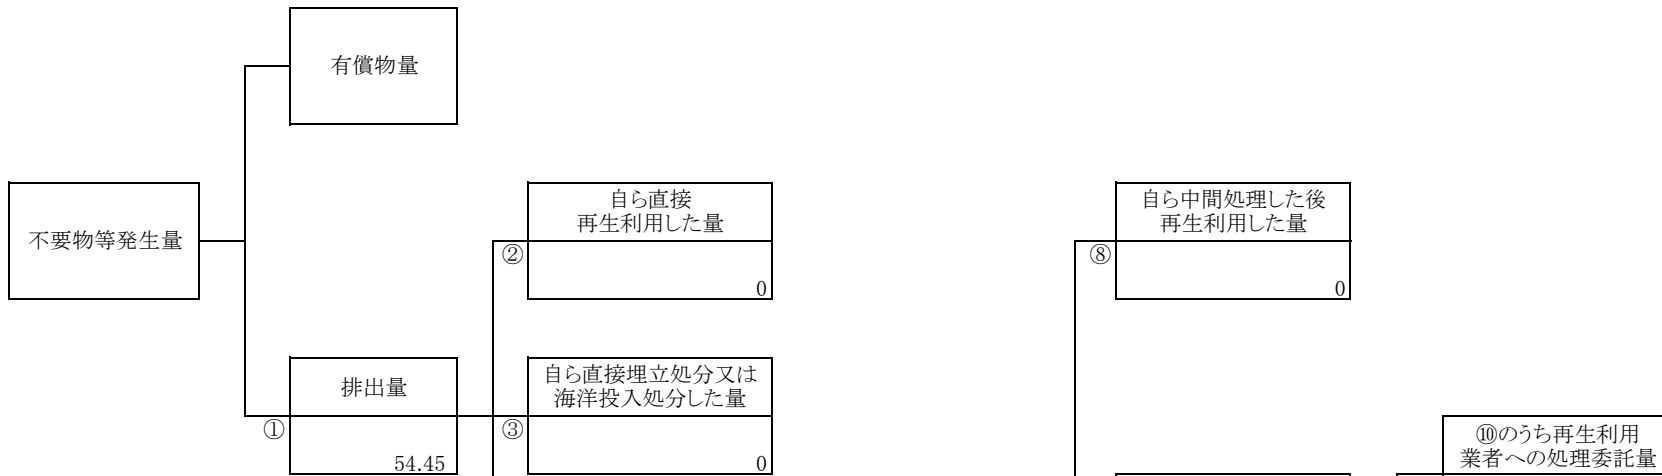 有償物量
不要物等発生量
自ら直接
再生利用した量
②
0
自ら中間処理した後
再生利用した量
⑧
0
排出量
①
54.45
自ら直接埋立処分又は
海洋投入処分した量
③
0
⑩のうち再生利用
業者への処理委託量